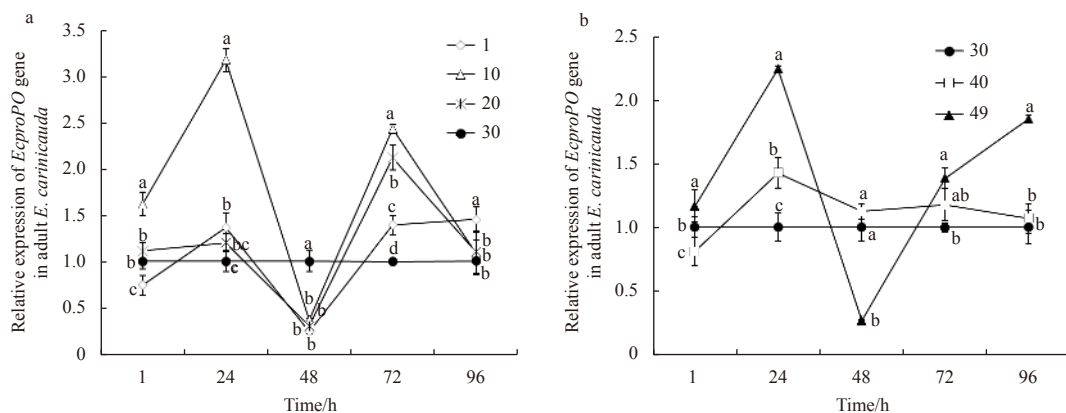 a
Relative expression of EcproPO gene
in adult E. carinicauda
3.5
3.0
2.5
2.0
1.5
1.0
0.5
0
1
10
20
30
a
a
a
a
b
b
b
bc
b
c
c
c
a
b
b
b
b
b
c
d
b
b
b
1
24
48
72
96
Time/h
b
Relative expression of EcproPO gene
in adult E. carinicauda
2.5
2.0
1.5
1.0
0.5
0
30
40
49
a
b
c
a
b
c
a
a
b
a
ab
b
a
b
b
1
24
48
72
96
Time/h